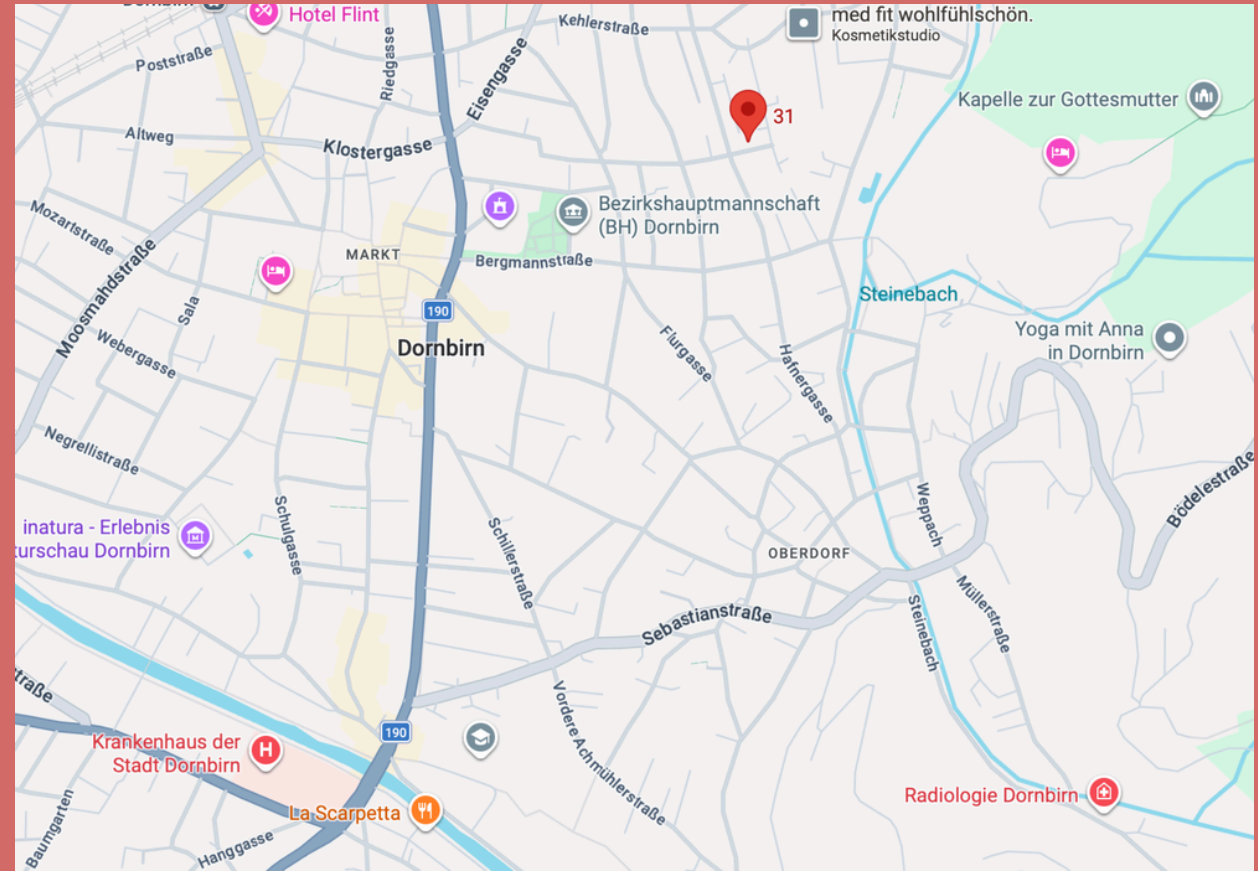 Hotel Flint
Kehlerstraße
med fit wohlfühlschön.
Kosmetikstudio
Poststraße
Riedgasse
Eisengasse
Kapelle zur Gottesmutter
31
Altweg
Klostergasse
Bezirkshauptmannschaft
(BH) Dornbirn
Mozartstraße
MARKT
Bergmannstraße
Moosmahdstraße
Sala
190
Steinebach
Webergasse
Dornbirn
Flurgasse
Hafnergasse
Yoga mit Anna
in Dornbirn
Negrellistraße
Bödelestraße
Schulgasse
Weppach
inatura - Erlebnis
turschau Dornbirn
Schillerstraße
OBERDORF
Müllerstraße
Sebastianstraße
Steinebach
traße
Vordere Achmühlerstraße
190
Krankenhaus der
Stadt Dornbirn
H
La Scarpetta
Radiologie Dornbirn
Baumgarten
Hanggasse